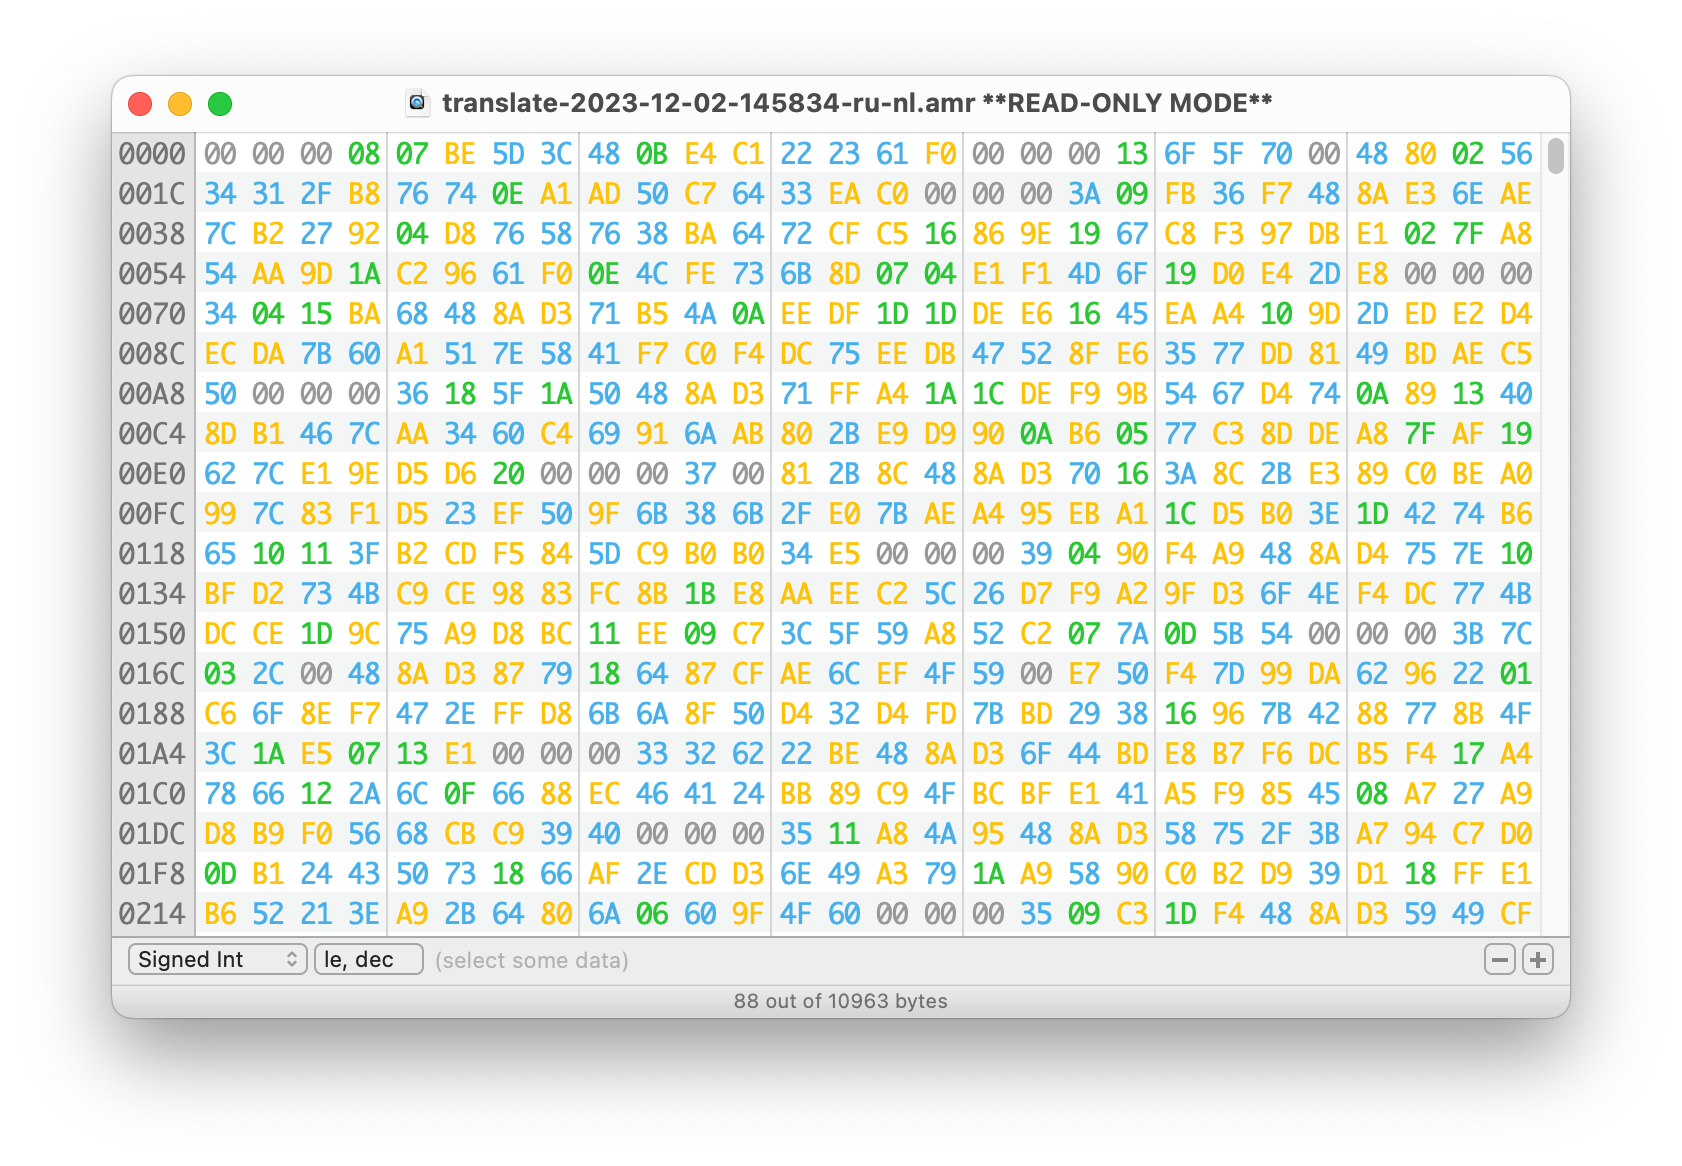 translate-2023-12-02-145834-ru-nl.amr **READ-ONLY MODE**
0000 00 00 00 08 07 BE 5D 3C 48 0B E4 C1 22 23 61 F0 00 00 00 13 6F 5F 70 00 48 80 02 56
001C 34 31 2F B8 76 74 0E A1 AD 50 C7 64 33 EA C0 00 00 00 3A 09 FB 36 F7 48 8A E3 6E AE
0038 7C B2 27 92 04 D8 76 58 76 38 BA 64 72 CF C5 16 86 9E 19 67 C8 F3 97 DB E1 02 7F A8
0054 54 AA 9D 1A C2 96 61 F0 0E 4C FE 73 6B 8D 07 04 E1 F1 4D 6F 19 D0 E4 2D E8 00 00 00
0070 34 04 15 BA 68 48 8A D3 71 B5 4A 0A EE DF 1D 1D DE E6 16 45 EA A4 10 9D 2D ED E2 D4
008C EC DA 7B 60 A1 51 7E 58 41 F7 C0 F4 DC 75 EE DB 47 52 8F E6 35 77 DD 81 49 BD AE C5
00A8 50 00 00 00 36 18 5F 1A 50 48 8A D3 71 FF A4 1A 1C DE F9 9B 54 67 D4 74 0A 89 13 40
00C4 8D B1 46 7C AA 34 60 C4 69 91 6A AB 80 2B E9 D9 90 0A B6 05 77 C3 8D DE A8 7F AF 19
00E0 62 7C E1 9E D5 D6 20 00 00 00 37 00 81 2B 8C 48 8A D3 70 16 3A 8C 2B E3 89 C0 BE A0
00FC 99 7C 83 F1 D5 23 EF 50 9F 6B 38 6B 2F E0 7B AE A4 95 EB A1 1C D5 B0 3E 1D 42 74 B6
0118 65 10 11 3F B2 CD F5 84 5D C9 B0 B0 34 E5 00 00 00 39 04 90 F4 A9 48 8A D4 75 7E 10
0134 BF D2 73 4B C9 CE 98 83 FC 8B 1B E8 AA EE C2 5C 26 D7 F9 A2 9F D3 6F 4E F4 DC 77 4B
0150 DC CE 1D 9C 75 A9 D8 BC 11 EE 09 C7 3C 5F 59 A8 52 C2 07 7A 0D 5B 54 00 00 00 3B 7C
016C 03 2C 00 48 8A D3 87 79 18 64 87 CF AE 6C EF 4F 59 00 E7 50 F4 7D 99 DA 62 96 22 01
0188 C6 6F 8E F7 47 2E FF D8 6B 6A 8F 50 D4 32 D4 FD 7B BD 29 38 16 96 7B 42 88 77 8B 4F
01A4 3C 1A E5 07 13 E1 00 00 00 33 32 62 22 BE 48 8A D3 6F 44 BD E8 B7 F6 DC B5 F4 17 A4
01C0 78 66 12 2A 6C 0F 66 88 EC 46 41 24 BB 89 C9 4F BC BF E1 41 A5 F9 85 45 08 A7 27 A9
01DC D8 B9 F0 56 68 CB C9 39 40 00 00 00 35 11 A8 4A 95 48 8A D3 58 75 2F 3B A7 94 C7 D0
01F8 0D B1 24 43 50 73 18 66 AF 2E CD D3 6E 49 A3 79 1A A9 58 90 C0 B2 D9 39 D1 18 FF E1
0214 B6 52 21 3E A9 2B 64 80 6A 06 60 9F 4F 60 00 00 00 35 09 C3 1D F4 48 8A D3 59 49 CF
Signed Int le, dec (select some data)
88 out of 10963 bytes